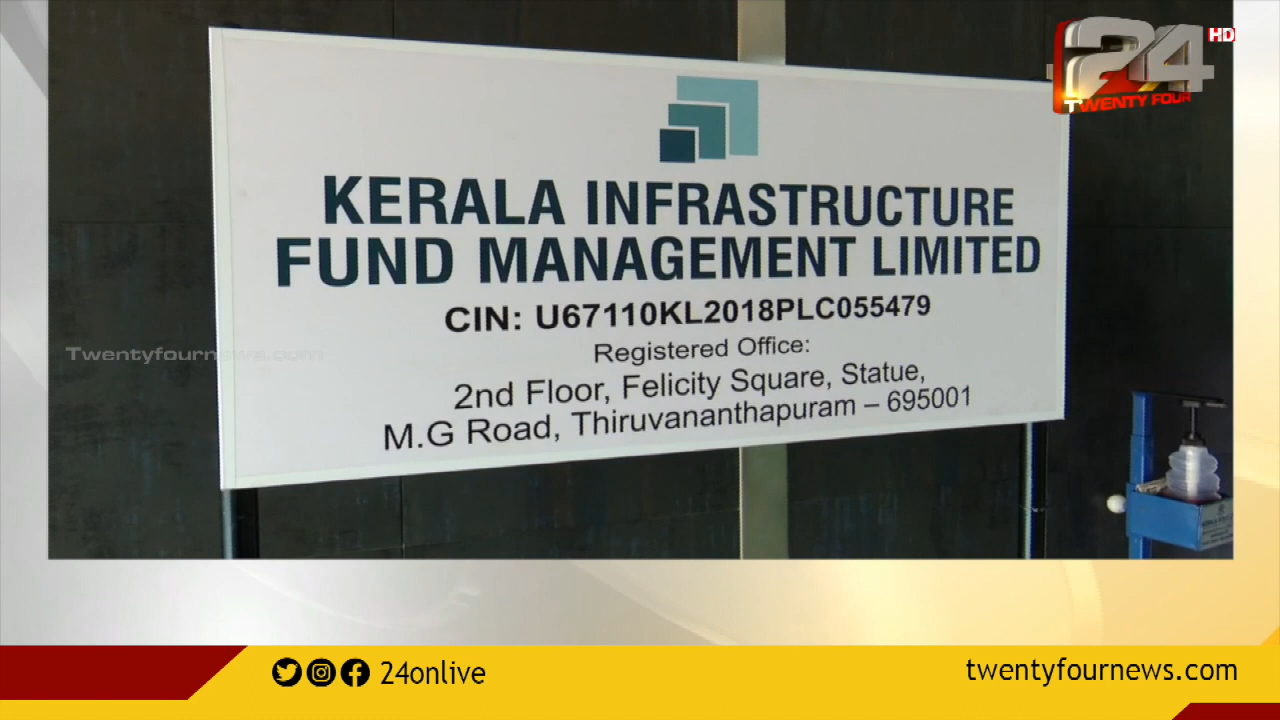 24
HD
TWENTY FOUR
KERALA INFRASTRUCTURE
FUND MANAGEMENT LIMITED
CIN: U67110KL2018PLC055479
Registered Office:
2nd Floor, Felicity Square, Statue,
M.G Road, Thiruvananthapuram – 695001
Twentyfournews.com
24onlive
twentyfournews.com